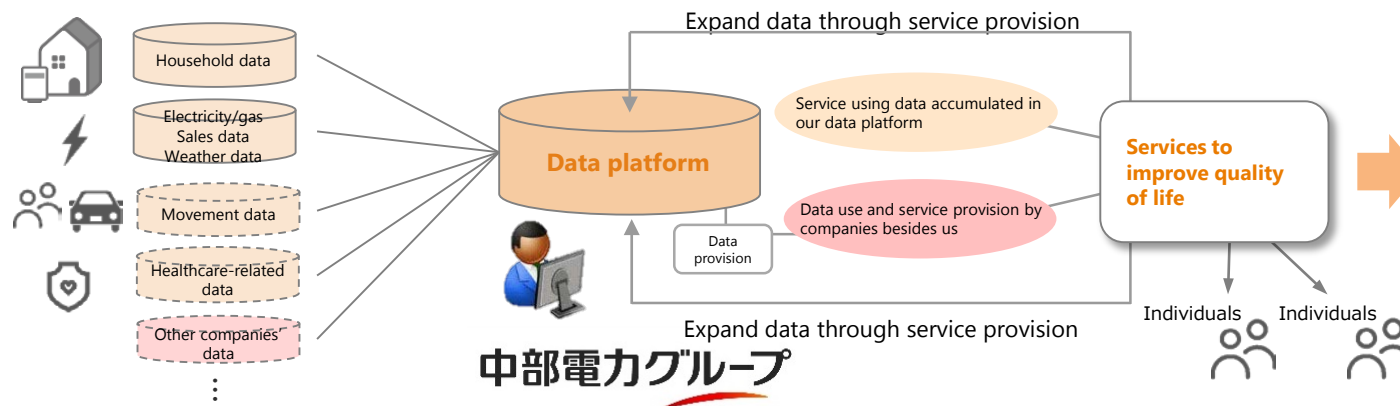 Expand data through service provision
Household data
Electricity/gas
Sales data
Weather data
Movement data
Healthcare-related
data
Other companies'
data
⋮
Data platform
Service using data accumulated in
our data platform
Data use and service provision by
companies besides us
Data
provision
Services to
improve quality
of life
Individuals
Individuals
Expand data through service provision
中部電力グループ